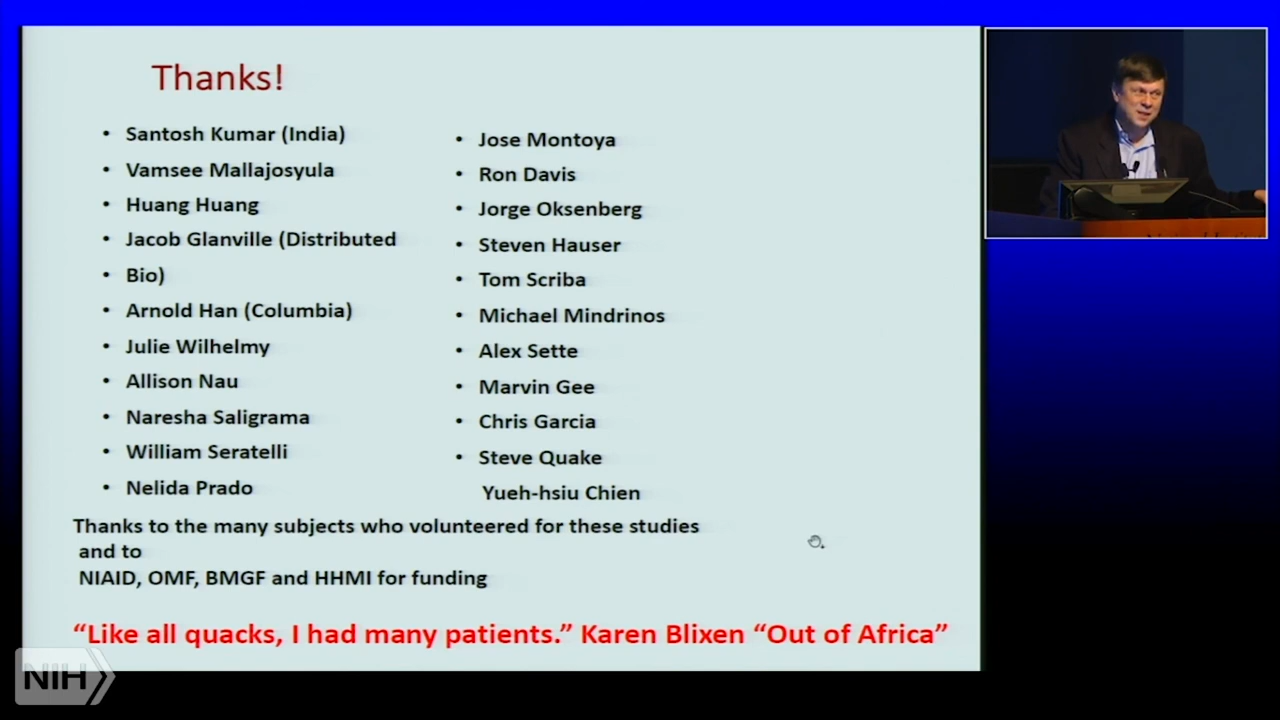 Thanks!
• Santosh Kumar (India)
• Vamsee Mallajosyula
• Huang Huang
• Jacob Glanville (Distributed
• Bio)
• Arnold Han (Columbia)
• Julie Wilhelmy
• Allison Nau
• Naresha Saligrama
• William Seratelli
• Nelida Prado
• Jose Montoya
• Ron Davis
• Jorge Oksenberg
• Steven Hauser
• Tom Scriba
• Michael Mindrinos
• Alex Sette
• Marvin Gee
• Chris Garcia
• Steve Quake
Yueh-hsiu Chien
Thanks to the many subjects who volunteered for these studies
and to
NIAID, OMF, BMGF and HHMI for funding
“Like all quacks, I had many patients.” Karen Blixen “Out of Africa”
NIH